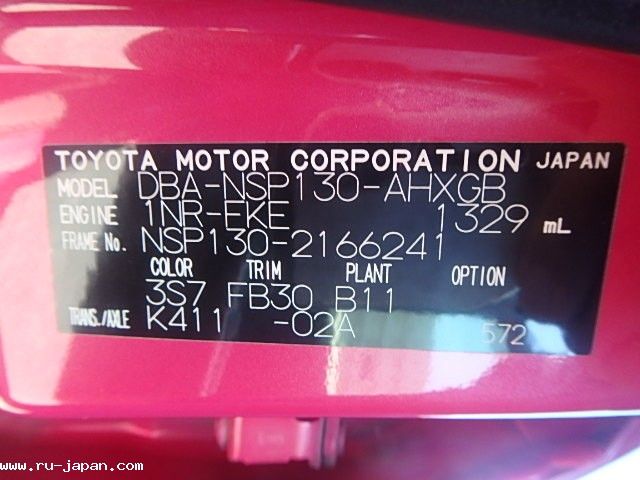 TOYOTA MOTOR CORPORATION JAPAN
MODEL DBA-NSP130-AHXGB
ENGINE 1NR-FKE 1329 mL
FRAME No. NSP130-2166241
COLOR TRIM PLANT OPTION
3S7 FB30 B11
TRANS./AXLE K411 -02A 572
www.ru-japan.com